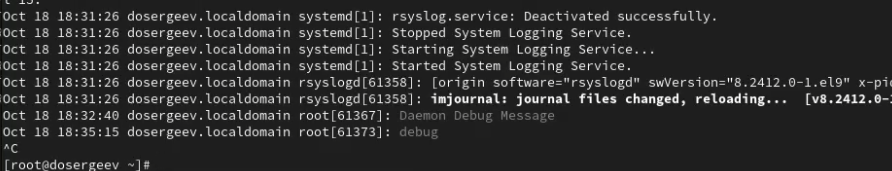 t 15.
Oct 18 18:31:26 dosergeev.localdomain systemd[1]: rsyslog.service: Deactivated successfully.
Oct 18 18:31:26 dosergeev.localdomain systemd[1]: Stopped System Logging Service.
Oct 18 18:31:26 dosergeev.localdomain systemd[1]: Starting System Logging Service...
Oct 18 18:31:26 dosergeev.localdomain systemd[1]: Started System Logging Service.
Oct 18 18:31:26 dosergeev.localdomain rsyslogd[61358]: [origin software="rsyslogd" swVersion="8.2412.0-1.el9" x-pi
Oct 18 18:31:26 dosergeev.localdomain rsyslogd[61358]: imjournal: journal files changed, reloading...  [v8.2412.0-
Oct 18 18:32:40 dosergeev.localdomain root[61367]: Daemon Debug Message
Oct 18 18:35:15 dosergeev.localdomain root[61373]: debug
^C
[root@dosergeev ~]#